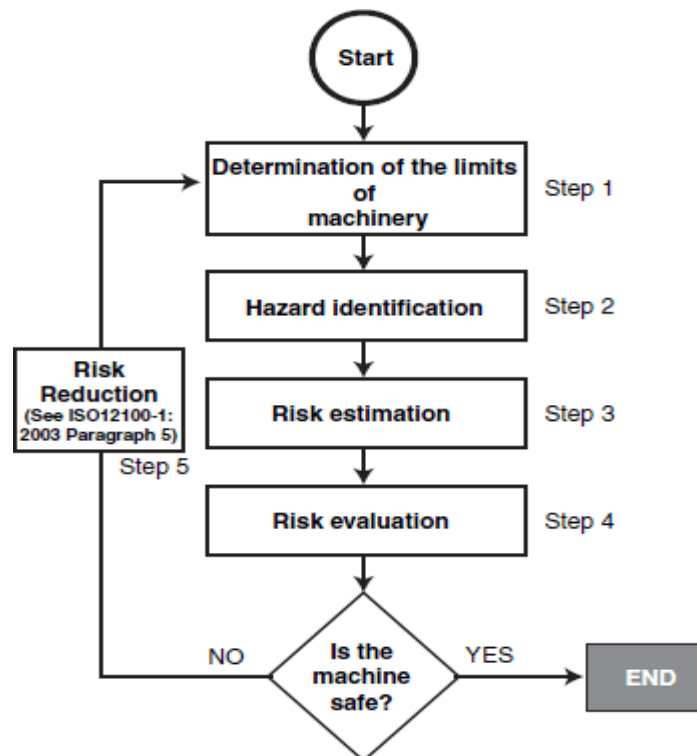 Start
Determination of the limits
of
machinery
Step 1
Hazard identification
Step 2
Risk
Reduction
(See ISO12100-1:
2003 Paragraph 5)
Step 5
Risk estimation
Step 3
Risk evaluation
Step 4
Is the
machine
safe?
NO
YES
END